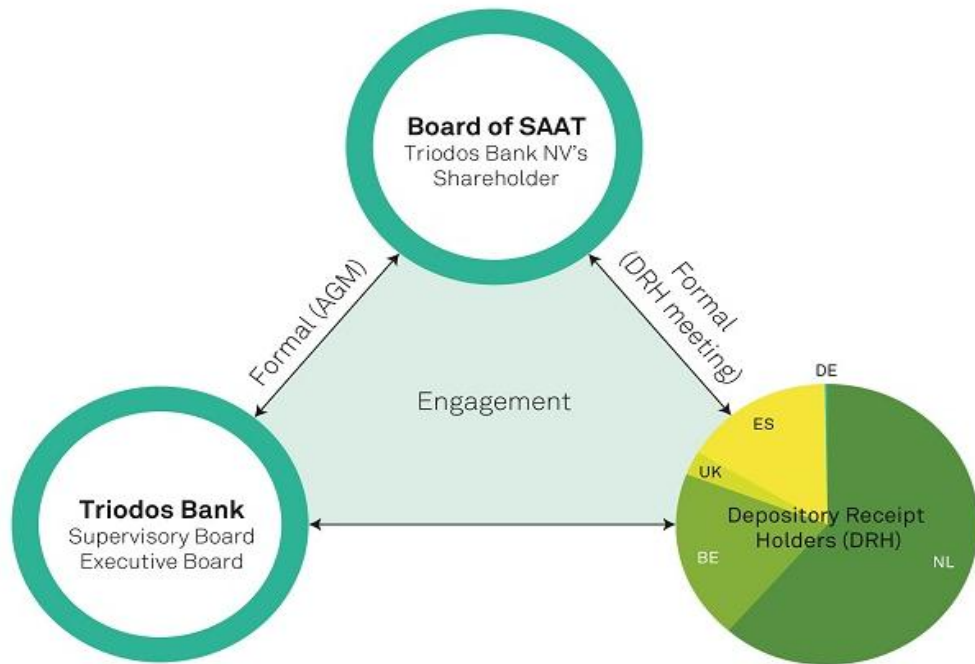 Board of SAAT
Triodos Bank NV's
Shareholder
Formal (AGM)
Formal
(DRH meeting)
Engagement
Triodos Bank
Supervisory Board
Executive Board
DE
ES
UK
BE
Depository Receipt
Holders (DRH)
NL